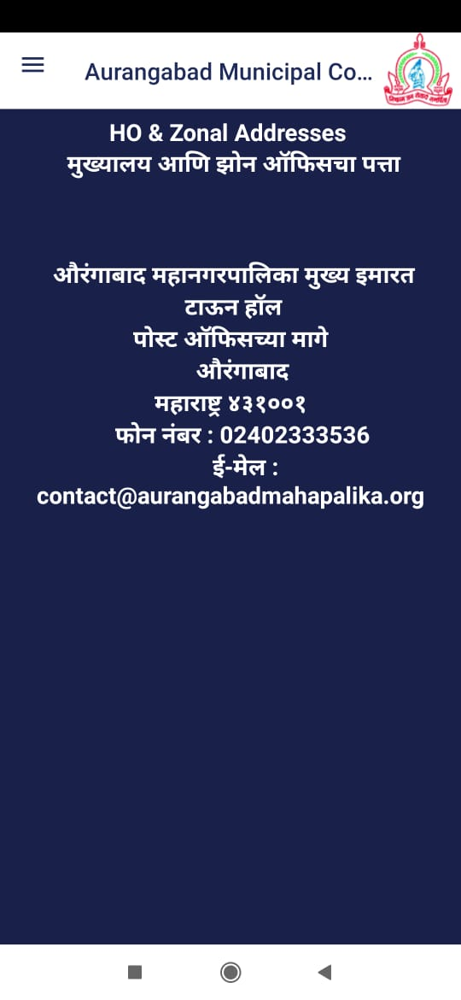 Aurangabad Municipal Co...
HO & Zonal Addresses
मुख्यालय आणि झोन ऑफिसचा पत्ता
औरंगाबाद महानगरपालिका मुख्य इमारत
टाऊन हॉल
पोस्ट ऑफिसच्या मागे
औरंगाबाद
महाराष्ट्र ४३१००१
फोन नंबर : 02402333536
ई-मेल :
contact@aurangabadmahapalika.org